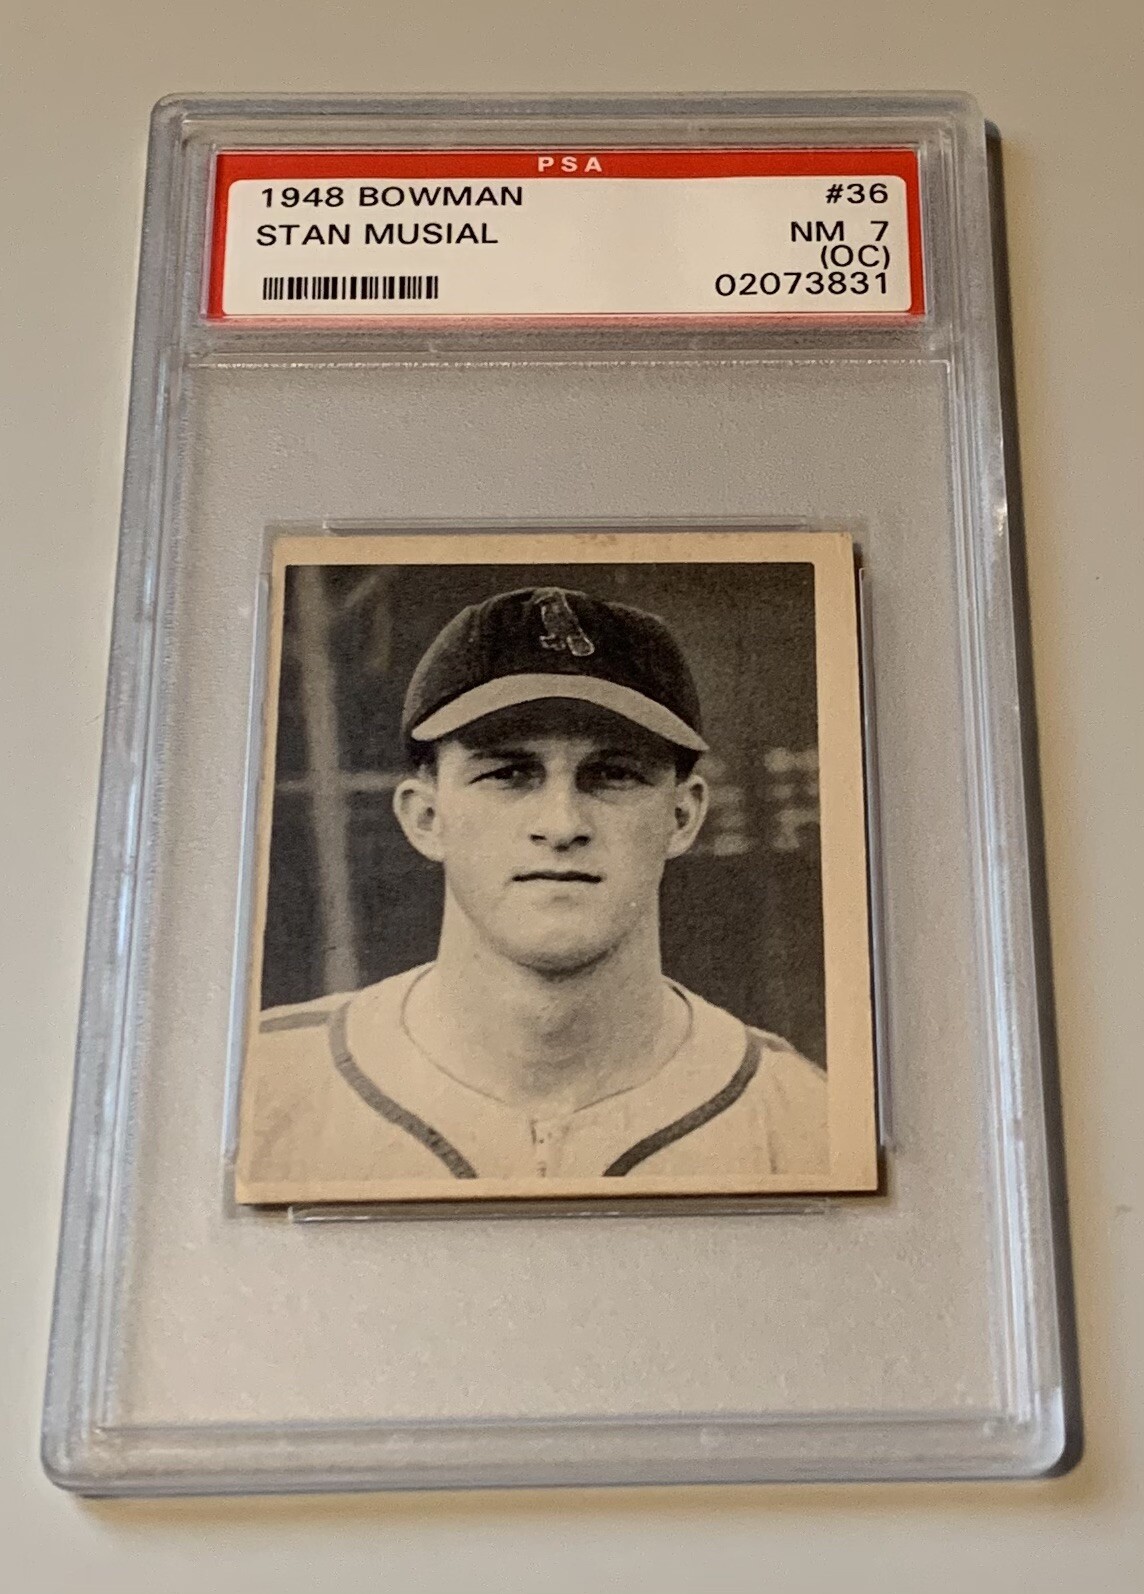 PSA
1948 BOWMAN #36
STAN MUSIAL NM 7
(OC)
02073831